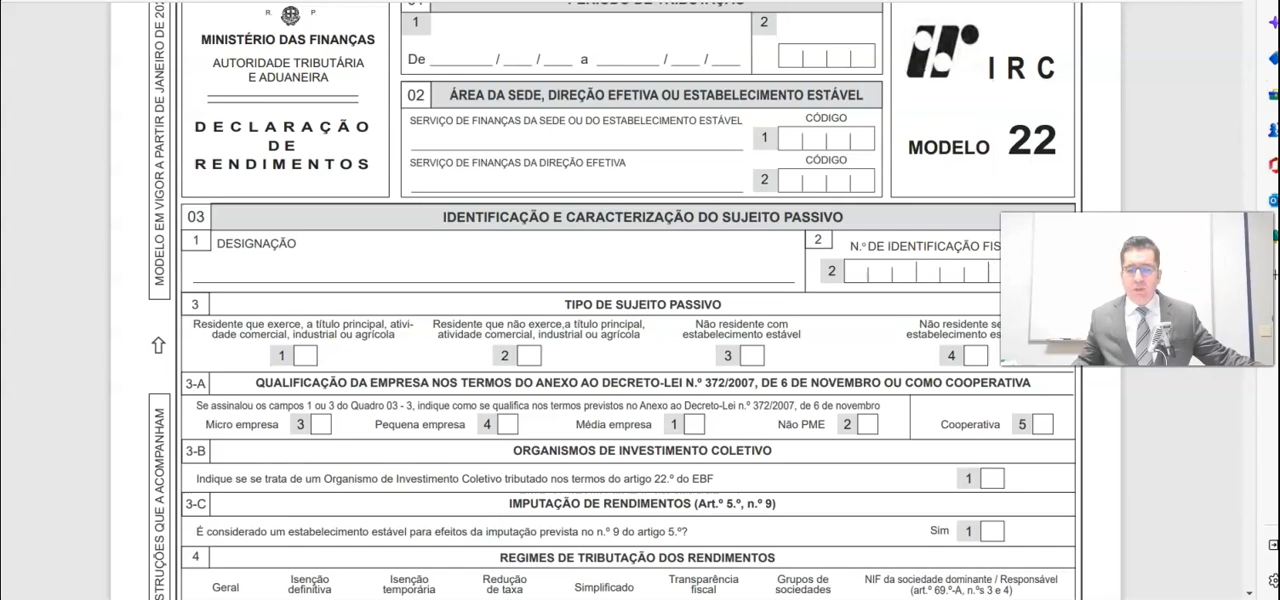 R. P.
MINISTÉRIO DAS FINANÇAS
AUTORIDADE TRIBUTÁRIA
E ADUANEIRA
DECLARAÇÃO
DE
RENDIMENTOS
1
2
De / / a / /
02 ÁREA DA SEDE, DIREÇÃO EFETIVA OU ESTABELECIMENTO ESTÁVEL
SERVIÇO DE FINANÇAS DA SEDE OU DO ESTABELECIMENTO ESTÁVEL
CÓDIGO
1
SERVIÇO DE FINANÇAS DA DIREÇÃO EFETIVA
CÓDIGO
2
IRC
MODELO 22
MODELO EM VIGOR A PARTIR DE JANEIRO DE
03 IDENTIFICAÇÃO E CARACTERIZAÇÃO DO SUJEITO PASSIVO
1 DESIGNAÇÃO
2 N.º DE IDENTIFICAÇÃO
2
3 TIPO DE SUJEITO PASSIVO
Residente que exerce, a título principal, ativi-
dade comercial, industrial ou agrícola
1
Residente que não exerce,a título principal,
atividade comercial, industrial ou agrícola
2
Não residente com
estabelecimento estável
3
Não residente
estabelecimento
4
3-A QUALIFICAÇÃO DA EMPRESA NOS TERMOS DO ANEXO AO DECRETO-LEI N.º 372/2007, DE 6 DE NOVEMBRO OU COMO COOPERATIVA
Se assinalou os campos 1 ou 3 do Quadro 03 - 3, indique como se qualifica nos termos previstos no Anexo ao Decreto-Lei n.º 372/2007, de 6 de novembro
Micro empresa 3 Pequena empresa 4 Média empresa 1 Não PME 2 Cooperativa 5
3-B ORGANISMOS DE INVESTIMENTO COLETIVO
Indique se se trata de um Organismo de Investimento Coletivo tributado nos termos do artigo 22.º do EBF 1
3-C IMPUTAÇÃO DE RENDIMENTOS (Art.º 5.º, n.º 9)
É considerado um estabelecimento estável para efeitos da imputação prevista no n.º 9 do artigo 5.º? Sim 1
QUE A ACOMPANHAM
4 REGIMES DE TRIBUTAÇÃO DOS RENDIMENTOS
Geral
Isenção
definitiva
Isenção
temporária
Redução
de taxa
Simplificado
Transparência
fiscal
Grupos de
sociedades
NIF da sociedade dominante / Responsável
(art.º 69.º-A, n.ºs 3 e 4)